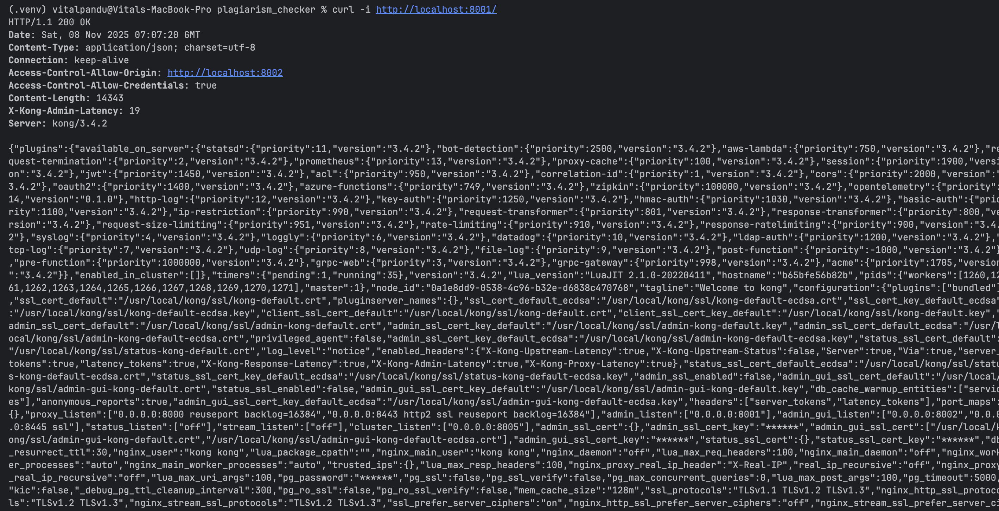 (.venv) vitalpandu@Vitals-MacBook-Pro plagiarism_checker % curl -i http://localhost:8001/
HTTP/1.1 200 OK
Date: Sat, 08 Nov 2025 07:07:20 GMT
Content-Type: application/json; charset=utf-8
Connection: keep-alive
Access-Control-Allow-Origin: http://localhost:8002
Access-Control-Allow-Credentials: true
Content-Length: 14343
X-Kong-Admin-Latency: 19
Server: kong/3.4.2
{"plugins":{"available_on_server":{"statsd":{"priority":11,"version":"3.4.2"},"bot-detection":{"priority":2500,"version":"3.4.2"},"aws-lambda":{"priority":750,"version":"3.4.2"},"re
quest-termination":{"priority":2,"version":"3.4.2"},"prometheus":{"priority":13,"version":"3.4.2"},"proxy-cache":{"priority":100,"version":"3.4.2"},"session":{"priority":1900,"versi
on":"3.4.2"},"jwt":{"priority":1450,"version":"3.4.2"},"acl":{"priority":950,"version":"3.4.2"},"correlation-id":{"priority":1,"version":"3.4.2"},"cors":{"priority":2000,"version":"
3.4.2"},"oauth2":{"priority":1400,"version":"3.4.2"},"azure-functions":{"priority":749,"version":"3.4.2"},"zipkin":{"priority":100000,"version":"3.4.2"},"opentelemetry":{"priority":
14,"version":"0.1.0"},"http-log":{"priority":12,"version":"3.4.2"},"key-auth":{"priority":1250,"version":"3.4.2"},"hmac-auth":{"priority":1030,"version":"3.4.2"},"basic-auth":{"prio
rity":1100,"version":"3.4.2"},"ip-restriction":{"priority":990,"version":"3.4.2"},"request-transformer":{"priority":801,"version":"3.4.2"},"response-transformer":{"priority":800,"ve
rsion":"3.4.2"},"request-size-limiting":{"priority":951,"version":"3.4.2"},"rate-limiting":{"priority":910,"version":"3.4.2"},"response-ratelimiting":{"priority":900,"version":"3.4.
2"},"syslog":{"priority":4,"version":"3.4.2"},"loggly":{"priority":6,"version":"3.4.2"},"datadog":{"priority":10,"version":"3.4.2"},"ldap-auth":{"priority":1200,"version":"3.4.2"},"
tcp-log":{"priority":7,"version":"3.4.2"},"udp-log":{"priority":8,"version":"3.4.2"},"file-log":{"priority":9,"version":"3.4.2"},"post-function":{"priority":-1000,"version":"3.4.2"}
,"pre-function":{"priority":1000000,"version":"3.4.2"},"grpc-web":{"priority":3,"version":"3.4.2"},"grpc-gateway":{"priority":998,"version":"3.4.2"},"acme":{"priority":1705,"version
":"3.4.2"}},"enabled_in_cluster":[]},"timers":{"pending":1,"running":35},"version":"3.4.2","lua_version":"LuaJIT 2.1.0-20220411","hostname":"b65bfe56b82b","pids":{"workers":[1260,12
61,1262,1263,1264,1265,1266,1267,1268,1269,1270,1271],"master":1},"node_id":"0a1e8dd9-0538-4c96-b32e-d6838c470768","tagline":"Welcome to kong","configuration":{"plugins":["bundled"]
,"ssl_cert_default":"/usr/local/kong/ssl/kong-default.crt","pluginserver_names":{},"ssl_cert_default_ecdsa":"/usr/local/kong/ssl/kong-default-ecdsa.crt","ssl_cert_key_default_ecdsa"
:"/usr/local/kong/ssl/kong-default-ecdsa.key","client_ssl_cert_default":"/usr/local/kong/ssl/kong-default.crt","client_ssl_cert_key_default":"/usr/local/kong/ssl/kong-default.key","
admin_ssl_cert_default":"/usr/local/kong/ssl/admin-kong-default.crt","admin_ssl_cert_key_default":"/usr/local/kong/ssl/admin-kong-default.key","admin_ssl_cert_default_ecdsa":"/usr/l
ocal/kong/ssl/admin-kong-default-ecdsa.crt","privileged_agent":false,"admin_ssl_cert_key_default_ecdsa":"/usr/local/kong/ssl/admin-kong-default-ecdsa.key","status_ssl_cert_default":
"/usr/local/kong/ssl/status-kong-default.crt","log_level":"notice","enabled_headers":{"X-Kong-Upstream-Latency":true,"X-Kong-Upstream-Status":false,"Server":true,"Via":true,"server_
tokens":true,"latency_tokens":true,"X-Kong-Response-Latency":true,"X-Kong-Admin-Latency":true,"X-Kong-Proxy-Latency":true},"status_ssl_cert_default_ecdsa":"/usr/local/kong/ssl/statu
s-kong-default-ecdsa.crt","status_ssl_cert_key_default_ecdsa":"/usr/local/kong/ssl/status-kong-default-ecdsa.key","admin_ssl_enabled":false,"admin_gui_ssl_cert_default":"/usr/local/
kong/ssl/admin-gui-kong-default.crt","status_ssl_enabled":false,"admin_gui_ssl_cert_key_default":"/usr/local/kong/ssl/admin-gui-kong-default.key","db_cache_warmup_entities":["servic
es"],"anonymous_reports":true,"admin_gui_ssl_cert_key_default_ecdsa":"/usr/local/kong/ssl/admin-gui-kong-default-ecdsa.key","headers":["server_tokens","latency_tokens"],"port_maps":
{},"proxy_listen":["0.0.0.0:8000 reuseport backlog=16384","0.0.0.0:8443 http2 ssl reuseport backlog=16384"],"admin_listen":["0.0.0.0:8001"],"admin_gui_listen":["0.0.0.0:8002","0.0.0
.0:8445 ssl"],"status_listen":["off"],"stream_listen":["off"],"cluster_listen":["0.0.0.0:8005"],"admin_ssl_cert":{},"admin_ssl_cert_key":"******","admin_gui_ssl_cert":["/usr/local/k
ong/ssl/admin-gui-kong-default.crt","/usr/local/kong/ssl/admin-gui-kong-default-ecdsa.crt"],"admin_gui_ssl_cert_key":"******","status_ssl_cert":{},"status_ssl_cert_key":"******","db
_resurrect_ttl":30,"nginx_user":"kong kong","lua_package_cpath":"","nginx_main_user":"kong kong","nginx_daemon":"off","lua_max_req_headers":100,"nginx_main_daemon":"off","nginx_work
er_processes":"auto","nginx_main_worker_processes":"auto","trusted_ips":{},"lua_max_resp_headers":100,"nginx_proxy_real_ip_header":"X-Real-IP","real_ip_recursive":"off","nginx_proxy
_real_ip_recursive":"off","lua_max_uri_args":100,"pg_password":"******","pg_ssl":false,"pg_ssl_verify":false,"pg_max_concurrent_queries":0,"lua_max_post_args":100,"pg_timeout":5000,
"kic":false,"_debug_pg_ttl_cleanup_interval":300,"pg_ro_ssl":false,"pg_ro_ssl_verify":false,"mem_cache_size":"128m","ssl_protocols":"TLSv1.1 TLSv1.2 TLSv1.3","nginx_http_ssl_protoco
ls":"TLSv1.2 TLSv1.3","nginx_stream_ssl_protocols":"TLSv1.2 TLSv1.3","ssl_prefer_server_ciphers":"on","nginx_http_ssl_prefer_server_ciphers":"off","nginx_stream_ssl_prefer_server_ci